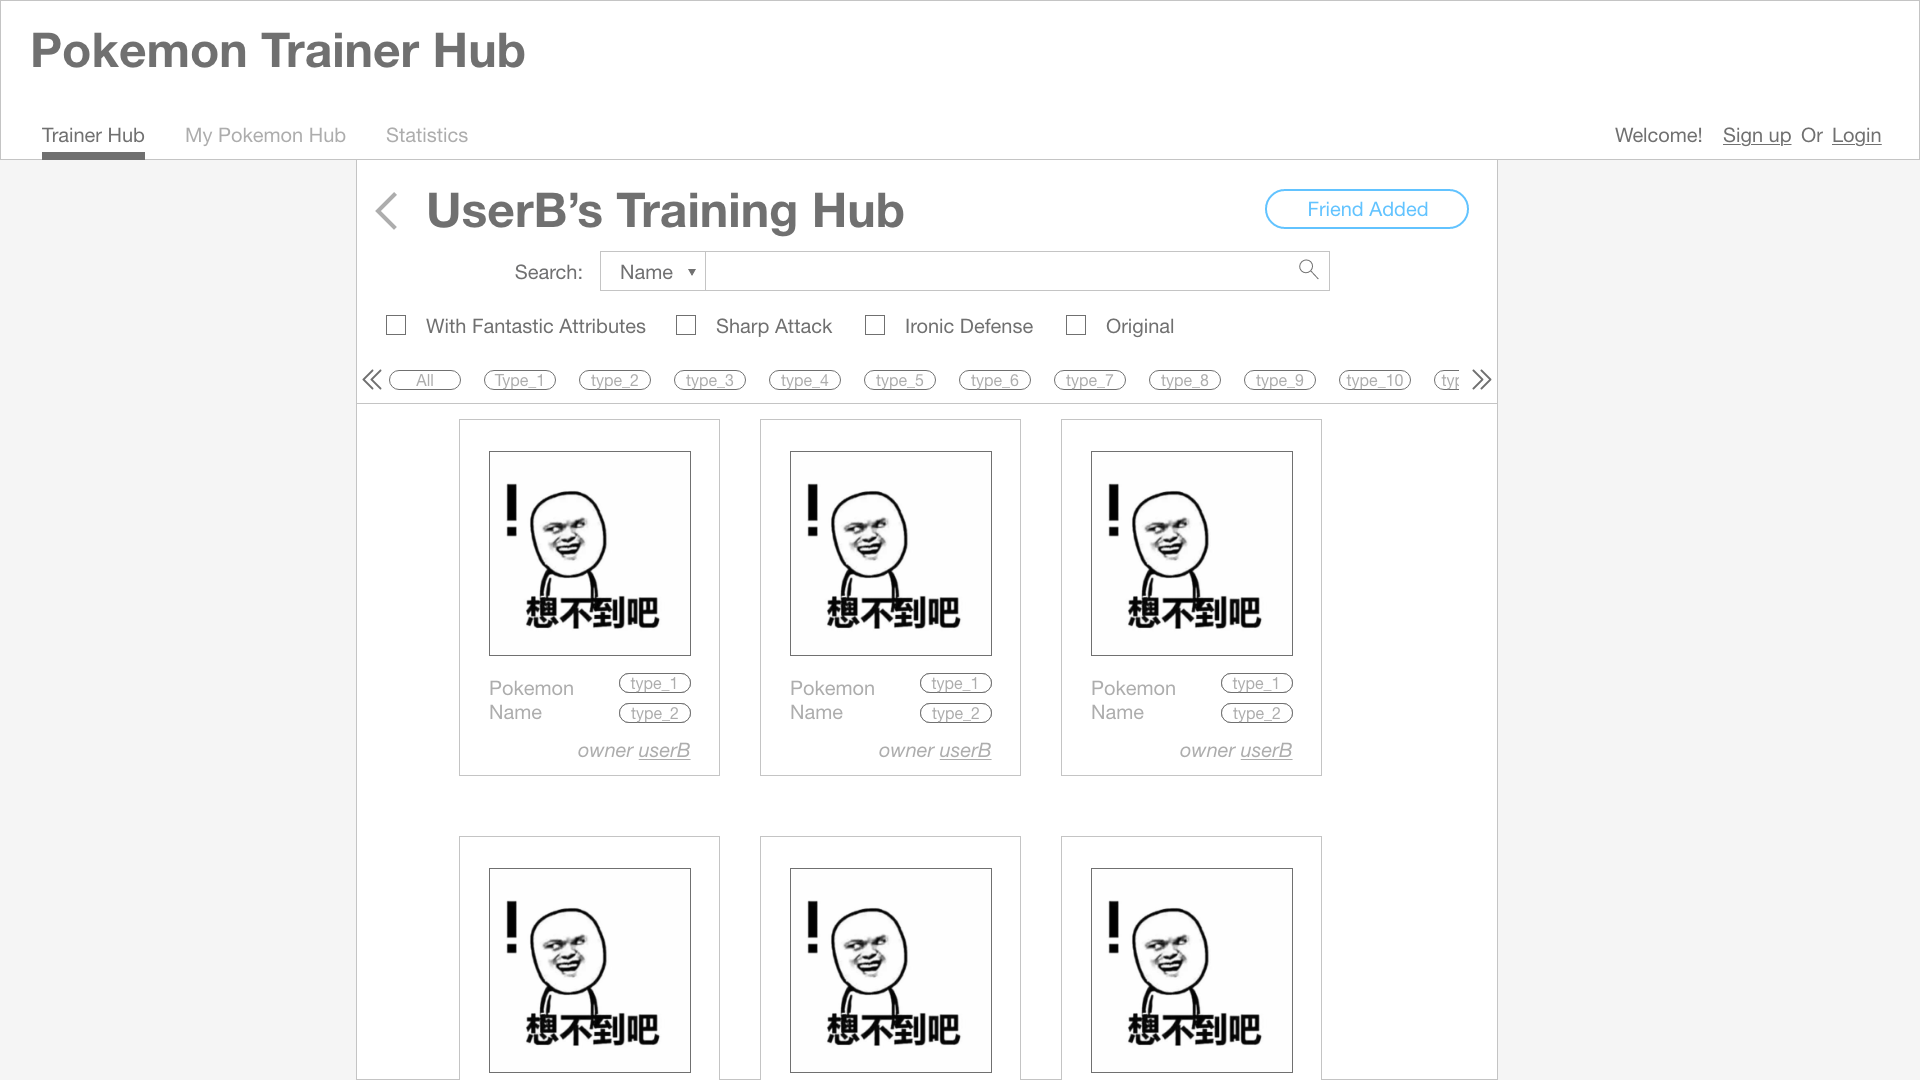 Pokemon Trainer Hub
Trainer Hub My Pokemon Hub Statistics Welcome! Sign up Or Login
UserB’s Training Hub Friend Added
Search: Name
With Fantastic Attributes Sharp Attack Ironic Defense Original
All Type_1 type_2 type_3 type_4 type_5 type_6 type_7 type_8 type_9 type_10 typ
!
想不到吧
Pokemon Name
type_1
type_2
owner userB
!
想不到吧
Pokemon Name
type_1
type_2
owner userB
!
想不到吧
Pokemon Name
type_1
type_2
owner userB
!
想不到吧
!
想不到吧
!
想不到吧